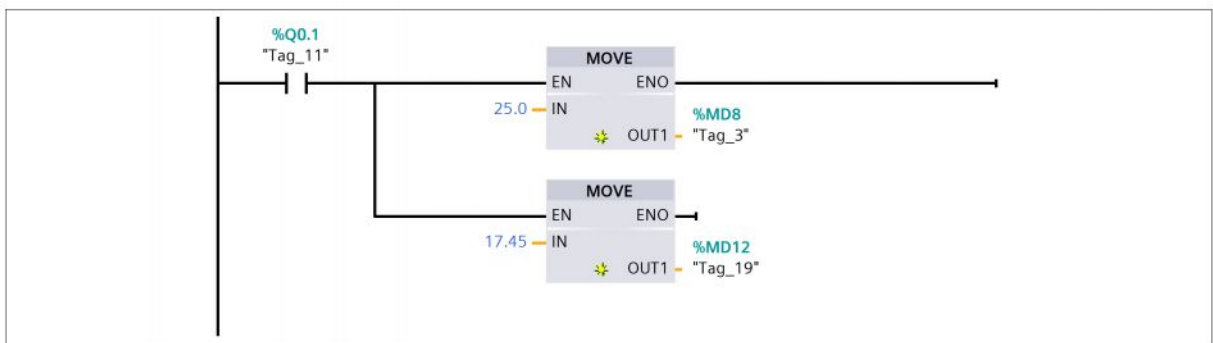 %Q0.1
"Tag_11"
MOVE
EN ENO
25.0 IN
%MD8
OUT1 "Tag_3"
MOVE
EN ENO
17.45 IN
%MD12
OUT1 "Tag_19"